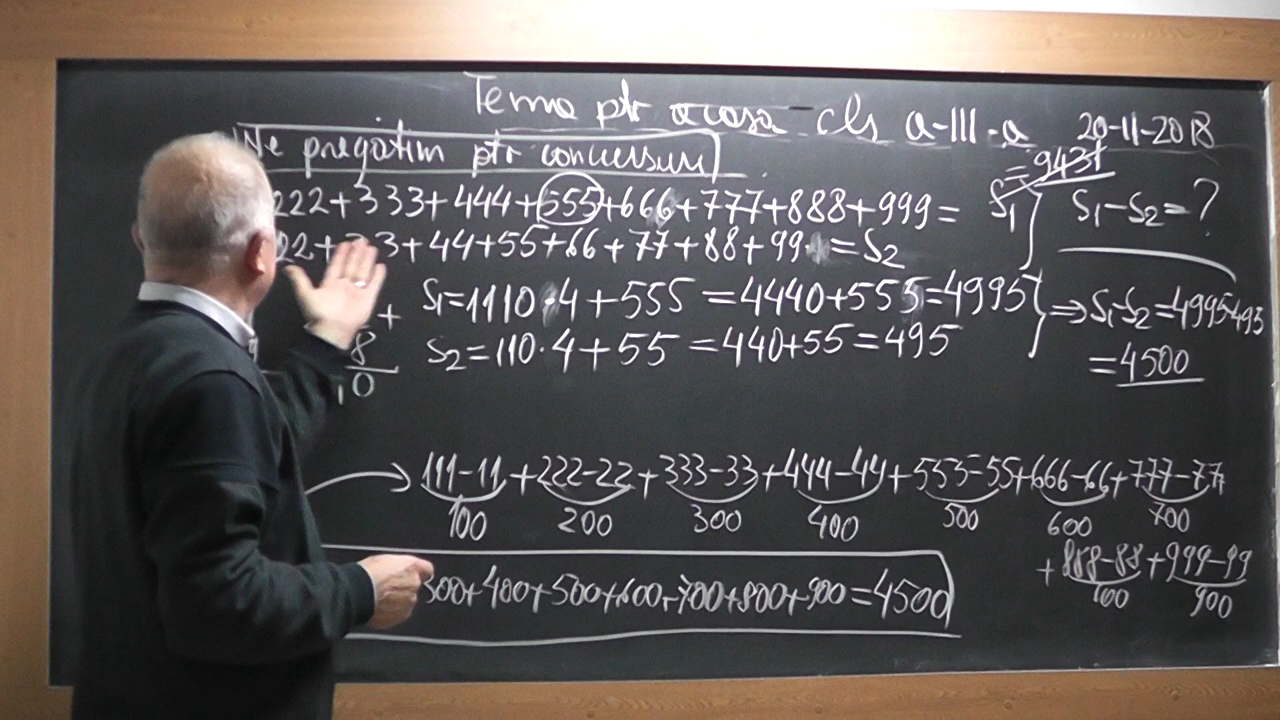 Tema ptr acasa - cls a-III-a 20-11-2018
Ne pregatim ptr concursuri
= 9431
222+333+444+555+666+777+888+999= S1
S1-S2=?
22+33+44+55+66+77+88+99 =S2
S1=1110·4+555=4440+555=4995
⇒S1-S2=4995-495
S2=110·4+55=440+55=495
=4500
+
8
0
111-11+222-22+333-33+444-44+555-55+666-66+777-77
100 200 300 400 500 600 700
+888-88+999-99
900
300+400+500+600+700+800+900=4500